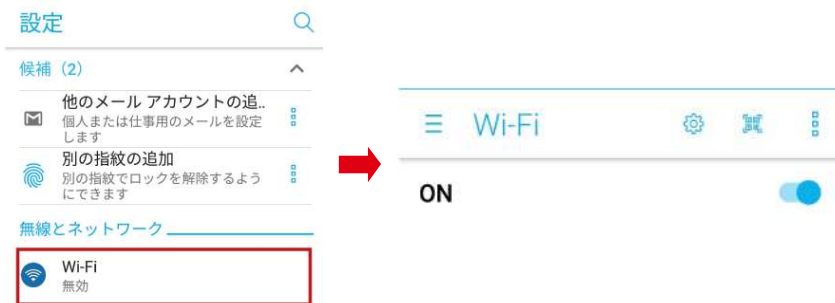 設定
候補（2）
他のメール アカウントの追..
個人または仕事用のメールを設定
します
別の指紋の追加
別の指紋でロックを解除するよう
にできます
無線とネットワーク
Wi-Fi
無効
Wi-Fi
ON